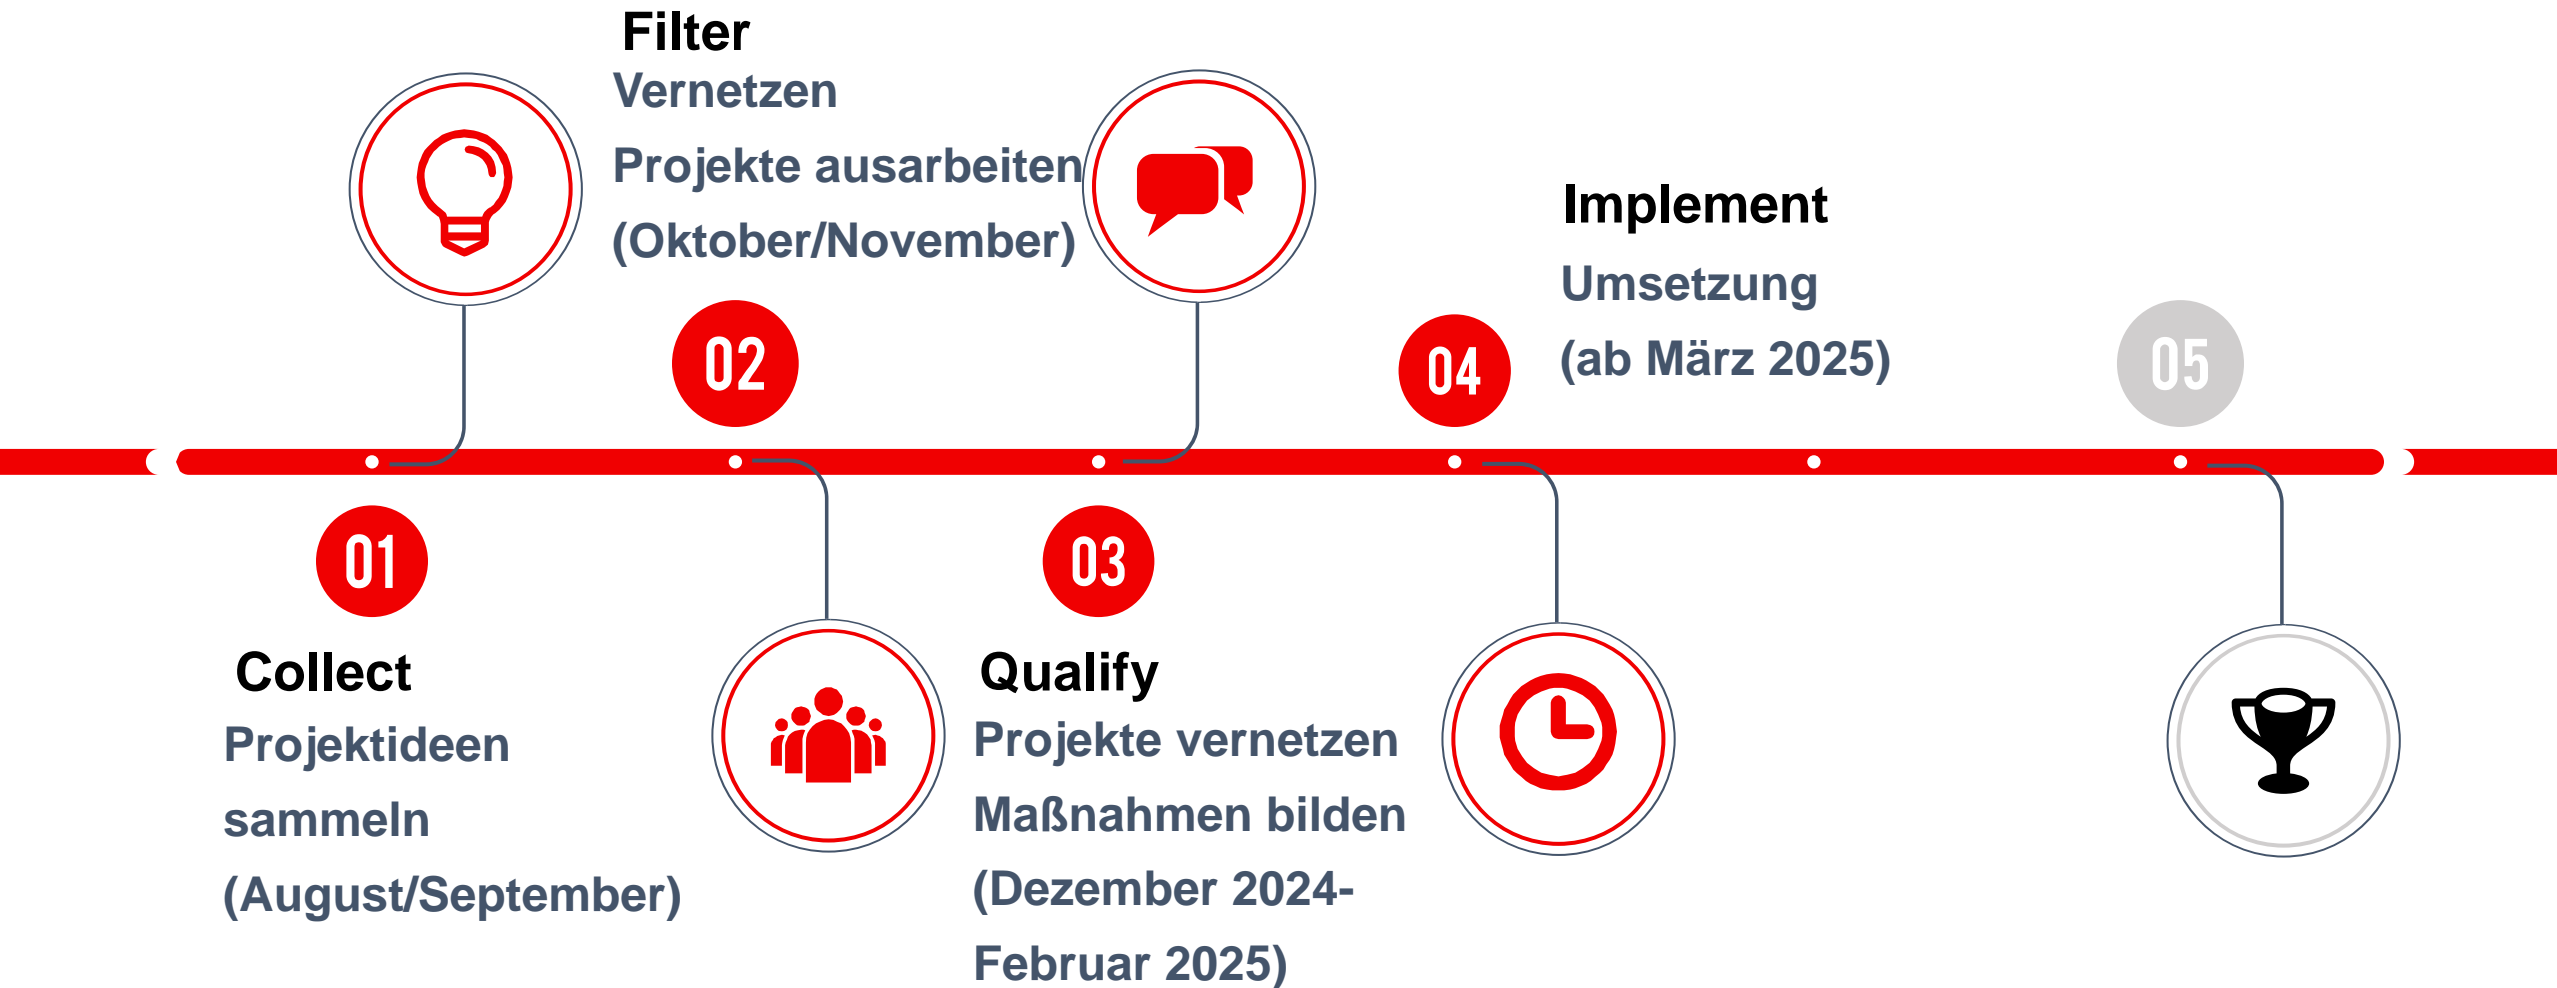 01
Collect
Projektideen
sammeln
(August/September)
Filter
Vernetzen
Projekte ausarbeiten
(Oktober/November)
02
03
Qualify
Projekte vernetzen
Maßnahmen bilden
(Dezember 2024-
Februar 2025)
04
Implement
Umsetzung
(ab März 2025)
05